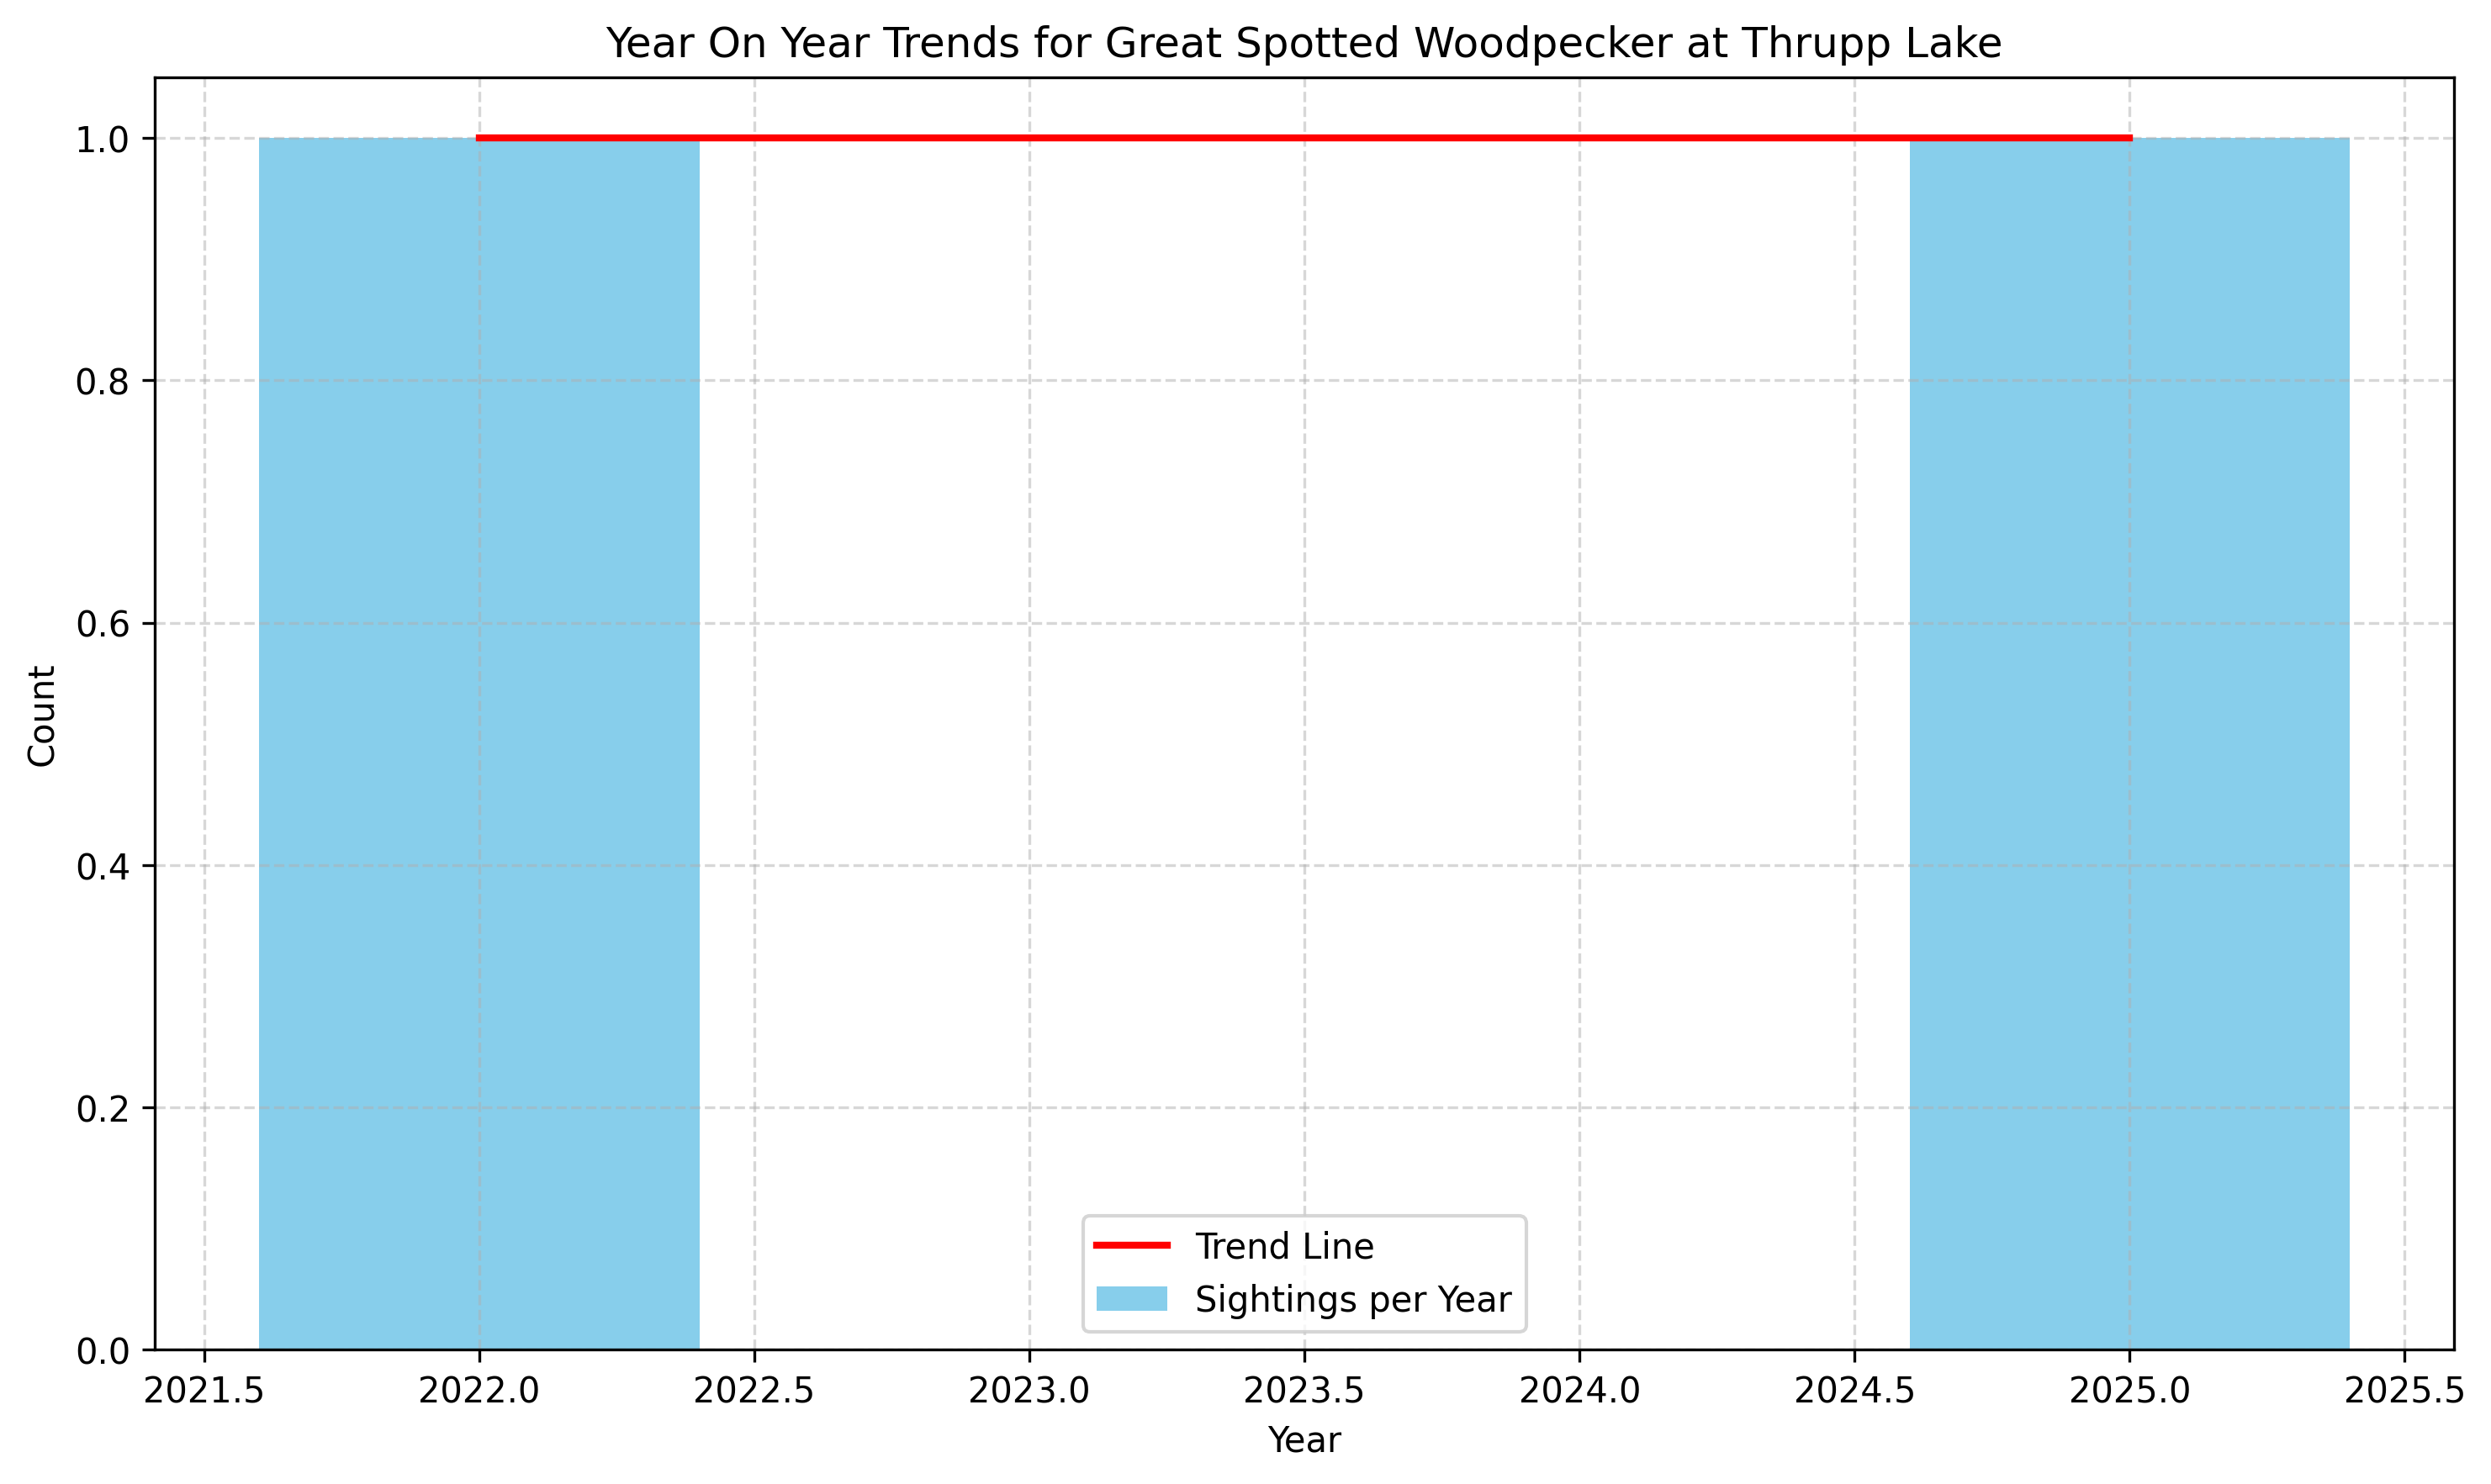 Year On Year Trends for Great Spotted Woodpecker at Thrupp Lake
1.0
0.8
0.6
0.4
0.2
0.0
Count
Trend Line
Sightings per Year
2021.5 2022.0 2022.5 2023.0 2023.5 2024.0 2024.5 2025.0 2025.5
Year